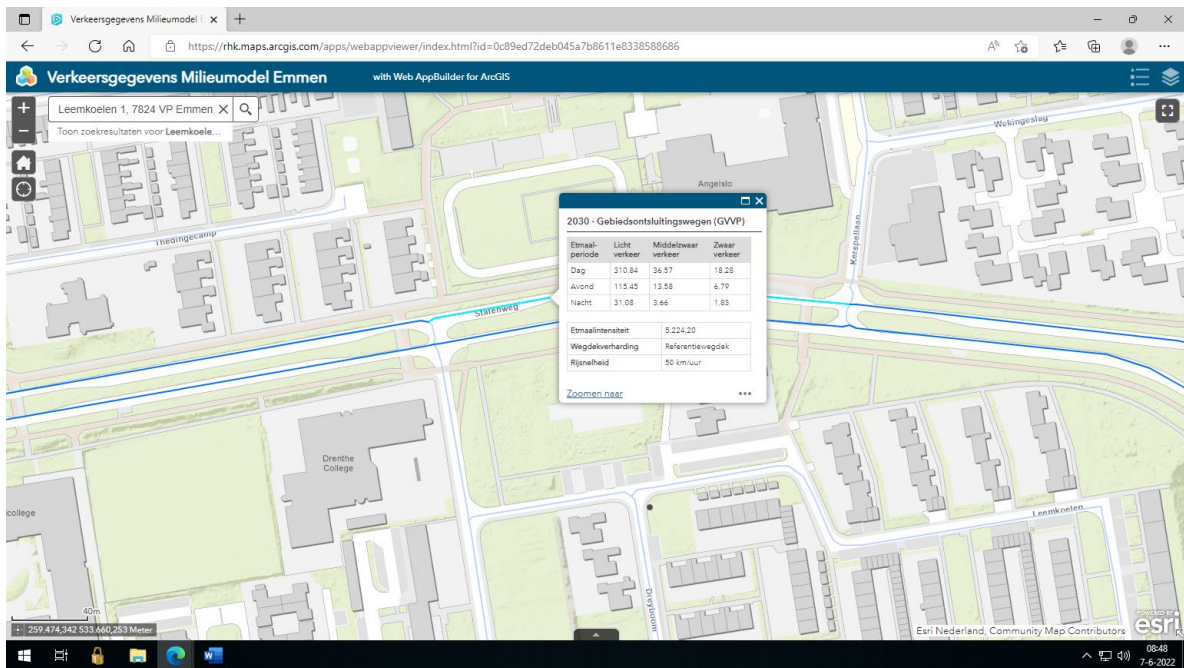 Verkeersgegevens Milieumodel
https://rhk.maps.arcgis.com/apps/webappviewer/index.html?id=0c89ed72deb045a7b8611e8338588686
Verkeersgegevens Milieumodel Emmen
with Web AppBuilder for ArcGIS
Leemkoelen 1, 7824 VP Emmen
Toon zoekresultaten voor Leemkoele...
Wekingeslag
Angelslo
Kerspellaan
Thedingecamp
Statenweg
2030 - Gebiedsontsluitingswegen (GVVP)
Etmaal-periode Licht verkeer Middelzwaar verkeer Zwaar verkeer
Dag 310,84 36,57 18,28
Avond 115,45 13,58 6,79
Nacht 31,08 3,66 1,83
Etmaalintensiteit 5.224,20
Wegdekverharding Referentiewegdek
Rijsnelheid 50 km/uur
Zoomen naar
Drenthe
College
college
Leemkoelen
Dreyboom
40m
259.474,342 533.660,253 Meter
Esri Nederland, Community Map Contributors
POWERED BY
esri
08:48
7-6-2022